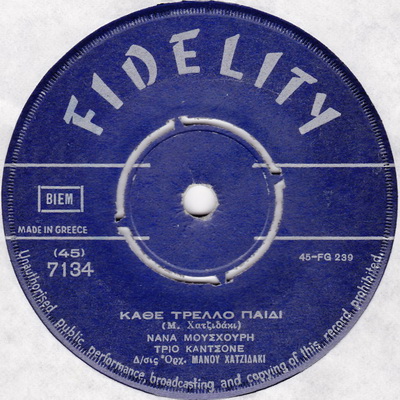 FIDELITY
BIEM
MADE IN GREECE
(45)
7134
45-FG 239
ΚΑΘΕ ΤΡΕΛΛΟ ΠΑΙΔΙ
(Μ. Χατζιδάκι)
ΝΑΝΑ ΜΟΥΣΧΟΥΡΗ
ΤΡΙΟ ΚΑΝΤΣΟΝΕ
Δ/σις Ὀρχ. ΜΑΝΟΥ ΧΑΤΖΙΔΑΚΙ
Unauthorised public performance broadcasting and copying of this record prohibited.